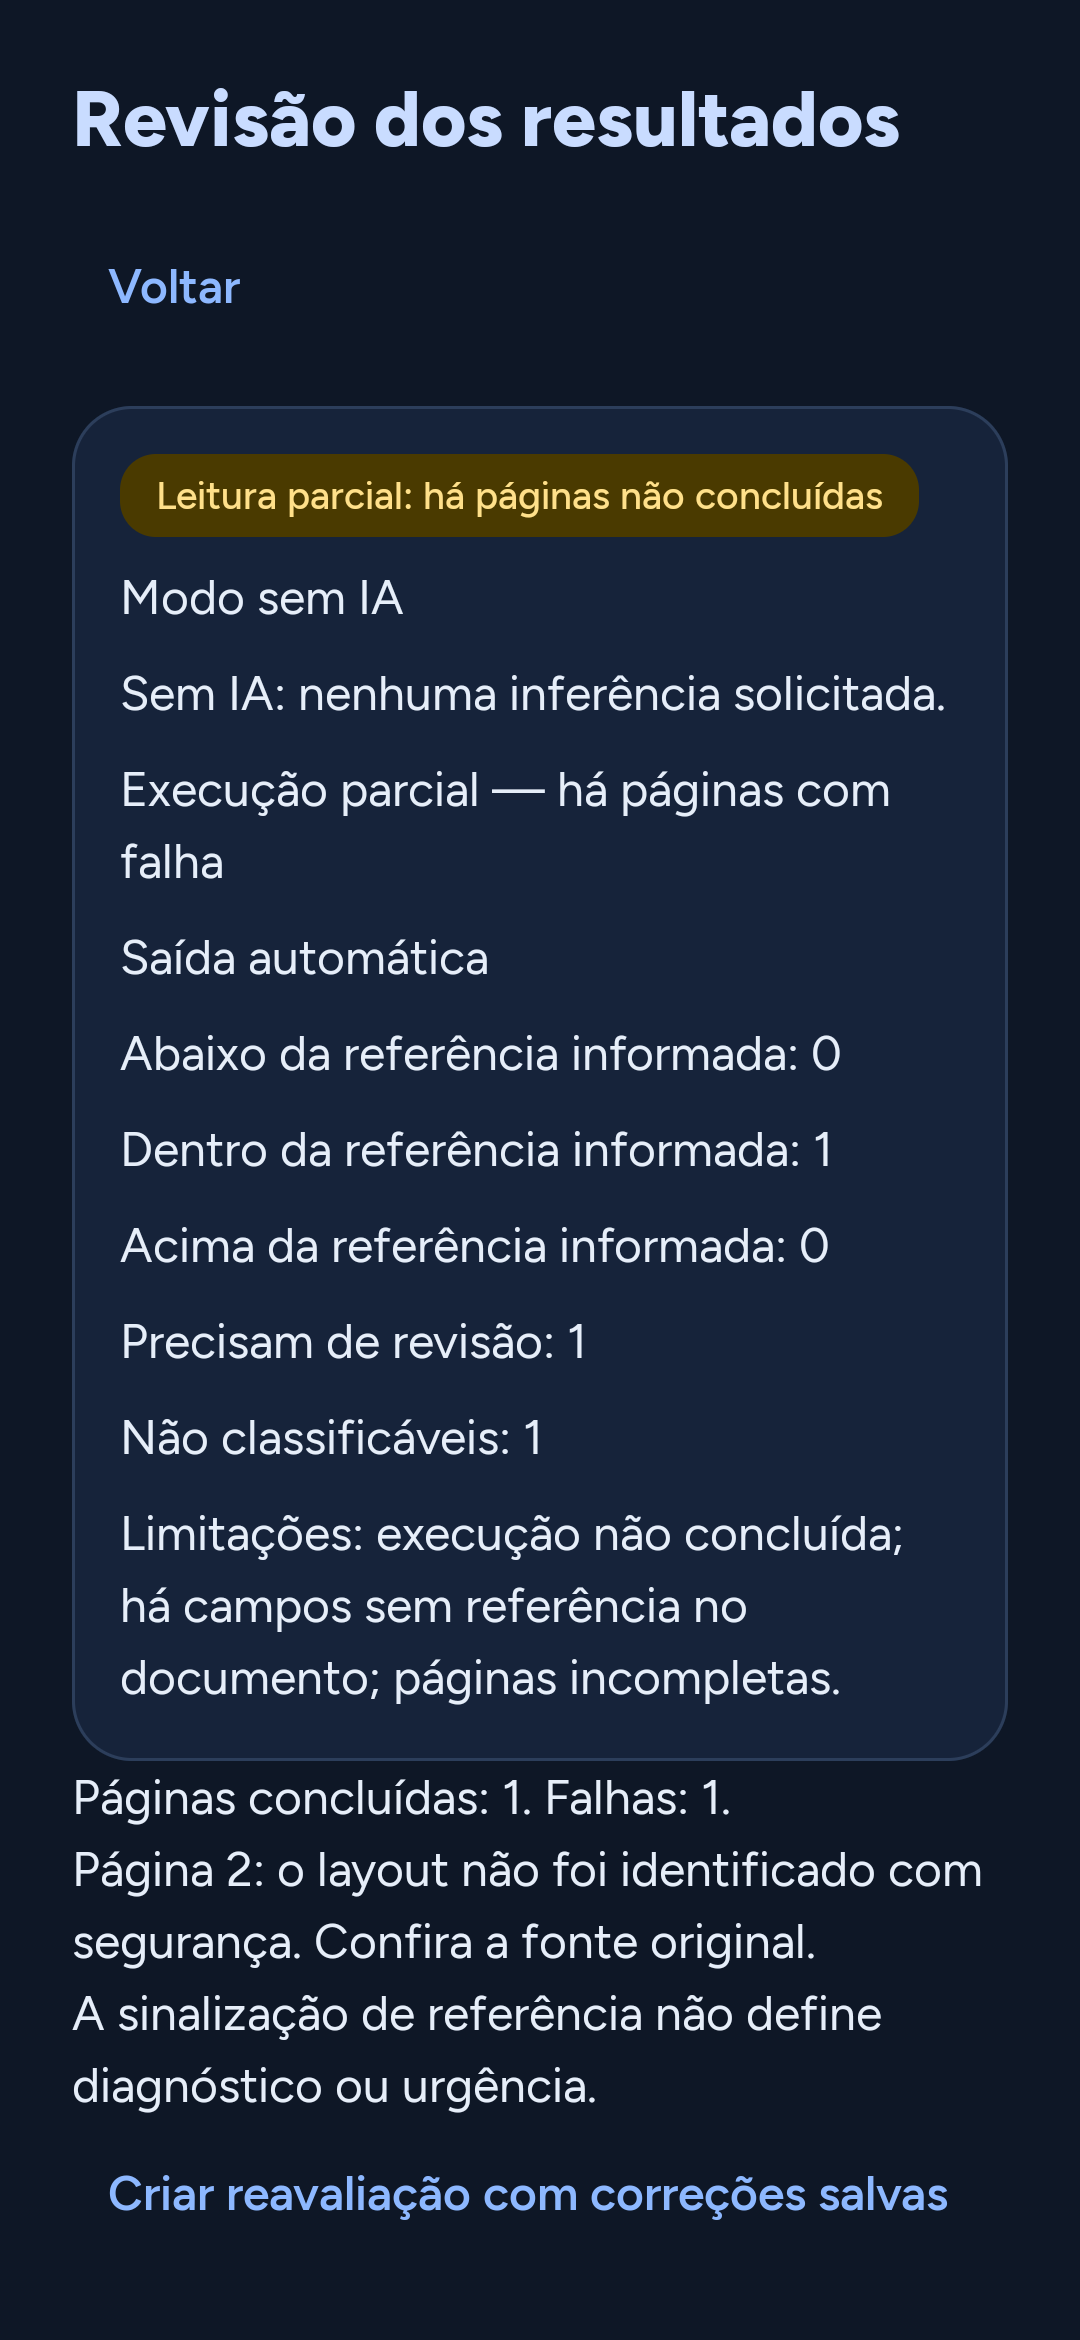 Revisão dos resultados
Voltar
Leitura parcial: há páginas não concluídas
Modo sem IA
Sem IA: nenhuma inferência solicitada.
Execução parcial — há páginas com
falha
Saída automática
Abaixo da referência informada: 0
Dentro da referência informada: 1
Acima da referência informada: 0
Precisam de revisão: 1
Não classificáveis: 1
Limitações: execução não concluída;
há campos sem referência no
documento; páginas incompletas.
Páginas concluídas: 1. Falhas: 1.
Página 2: o layout não foi identificado com
segurança. Confira a fonte original.
A sinalização de referência não define
diagnóstico ou urgência.
Criar reavaliação com correções salvas